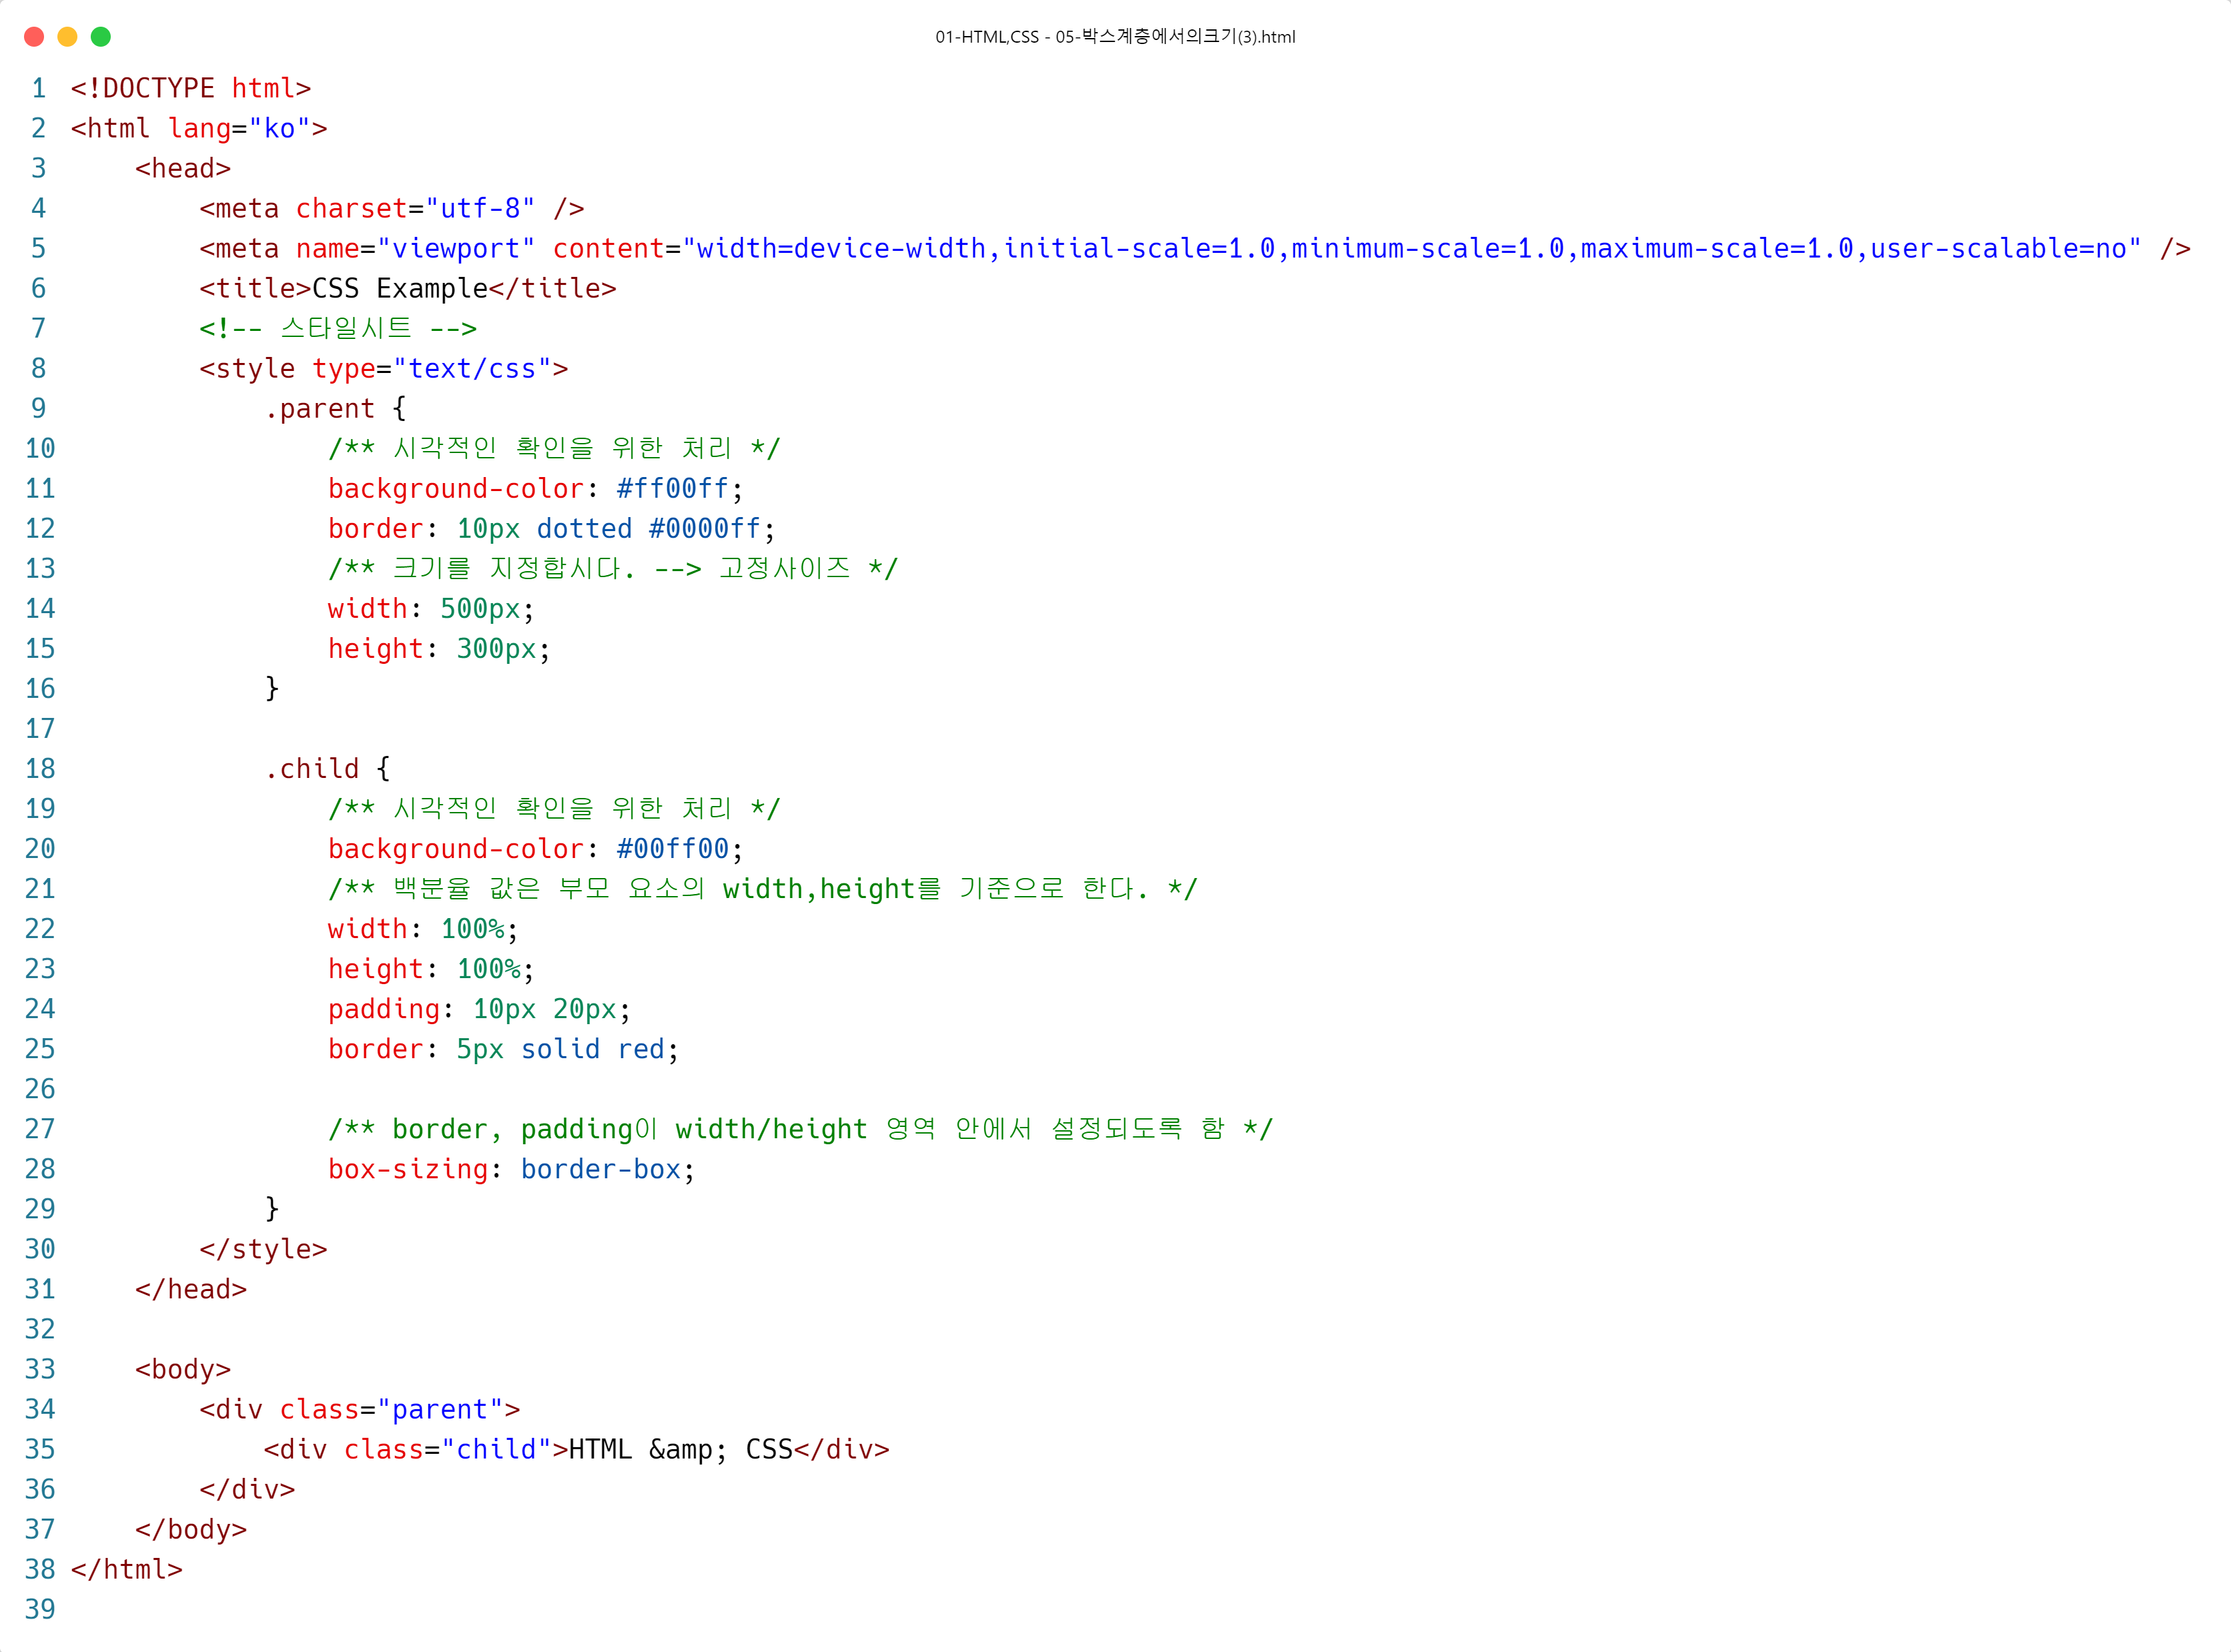 01-HTML,CSS - 05-박스계층에서의크기(3).html
1 <!DOCTYPE html>
2 <html lang="ko">
3     <head>
4         <meta charset="utf-8" />
5         <meta name="viewport" content="width=device-width,initial-scale=1.0,minimum-scale=1.0,maximum-scale=1.0,user-scalable=no" />
6         <title>CSS Example</title>
7         <!-- 스타일시트 -->
8         <style type="text/css">
9             .parent {
10                 /** 시각적인 확인을 위한 처리 */
11                 background-color: #ff00ff;
12                 border: 10px dotted #0000ff;
13                 /** 크기를 지정합시다. --> 고정사이즈 */
14                 width: 500px;
15                 height: 300px;
16             }
17
18             .child {
19                 /** 시각적인 확인을 위한 처리 */
20                 background-color: #00ff00;
21                 /** 백분율 값은 부모 요소의 width,height를 기준으로 한다. */
22                 width: 100%;
23                 height: 100%;
24                 padding: 10px 20px;
25                 border: 5px solid red;
26
27                 /** border, padding이 width/height 영역 안에서 설정되도록 함 */
28                 box-sizing: border-box;
29             }
30         </style>
31     </head>
32
33     <body>
34         <div class="parent">
35             <div class="child">HTML &amp; CSS</div>
36         </div>
37     </body>
38 </html>
39